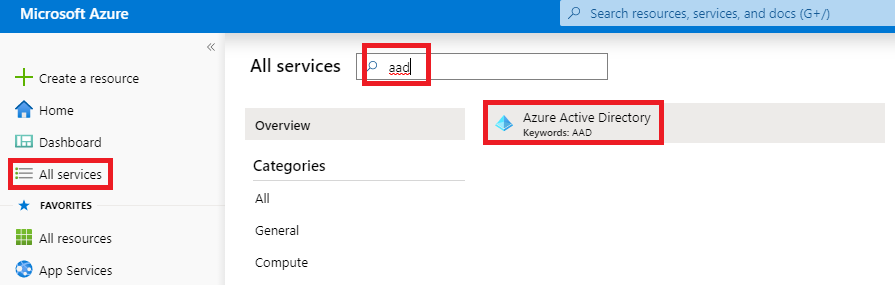 Microsoft Azure
Search resources, services, and docs (G+/)
«
Create a resource
Home
Dashboard
All services
FAVORITES
All resources
App Services
All services
aad
Overview
Categories
All
General
Compute
Azure Active Directory
Keywords: AAD